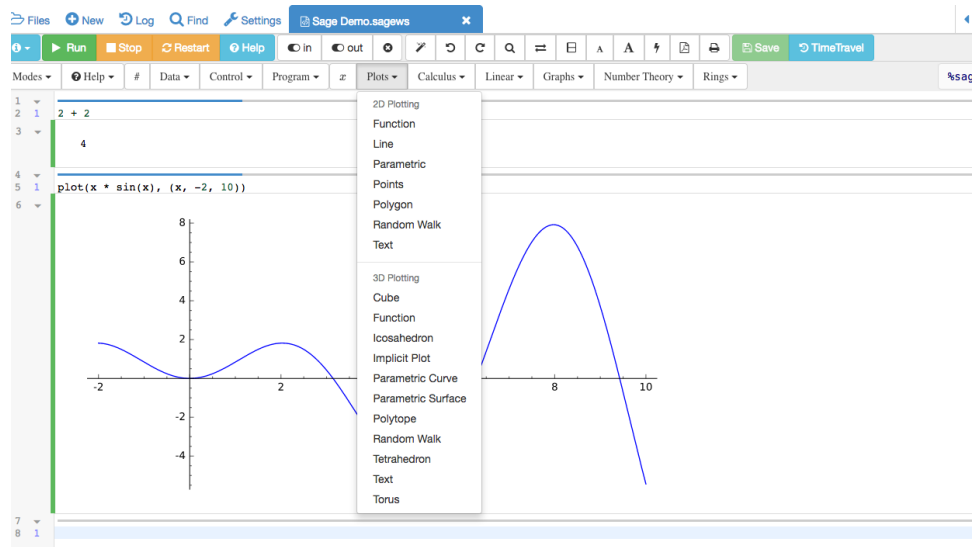 Files New Log Find Settings Sage Demo.sagews
Run Stop Restart Help in out A A Save TimeTravel
Modes Help # Data Control Program x Plots Calculus Linear Graphs Number Theory Rings %sag
1
2 1 2 + 2
3
4
4
5 1 plot(x * sin(x), (x, -2, 10))
6
2D Plotting
Function
Line
Parametric
Points
Polygon
Random Walk
Text
3D Plotting
Cube
Function
Icosahedron
Implicit Plot
Parametric Curve
Parametric Surface
Polytope
Random Walk
Tetrahedron
Text
Torus
8
6
4
2
-2 2 8 10
-2
-4
7
8 1